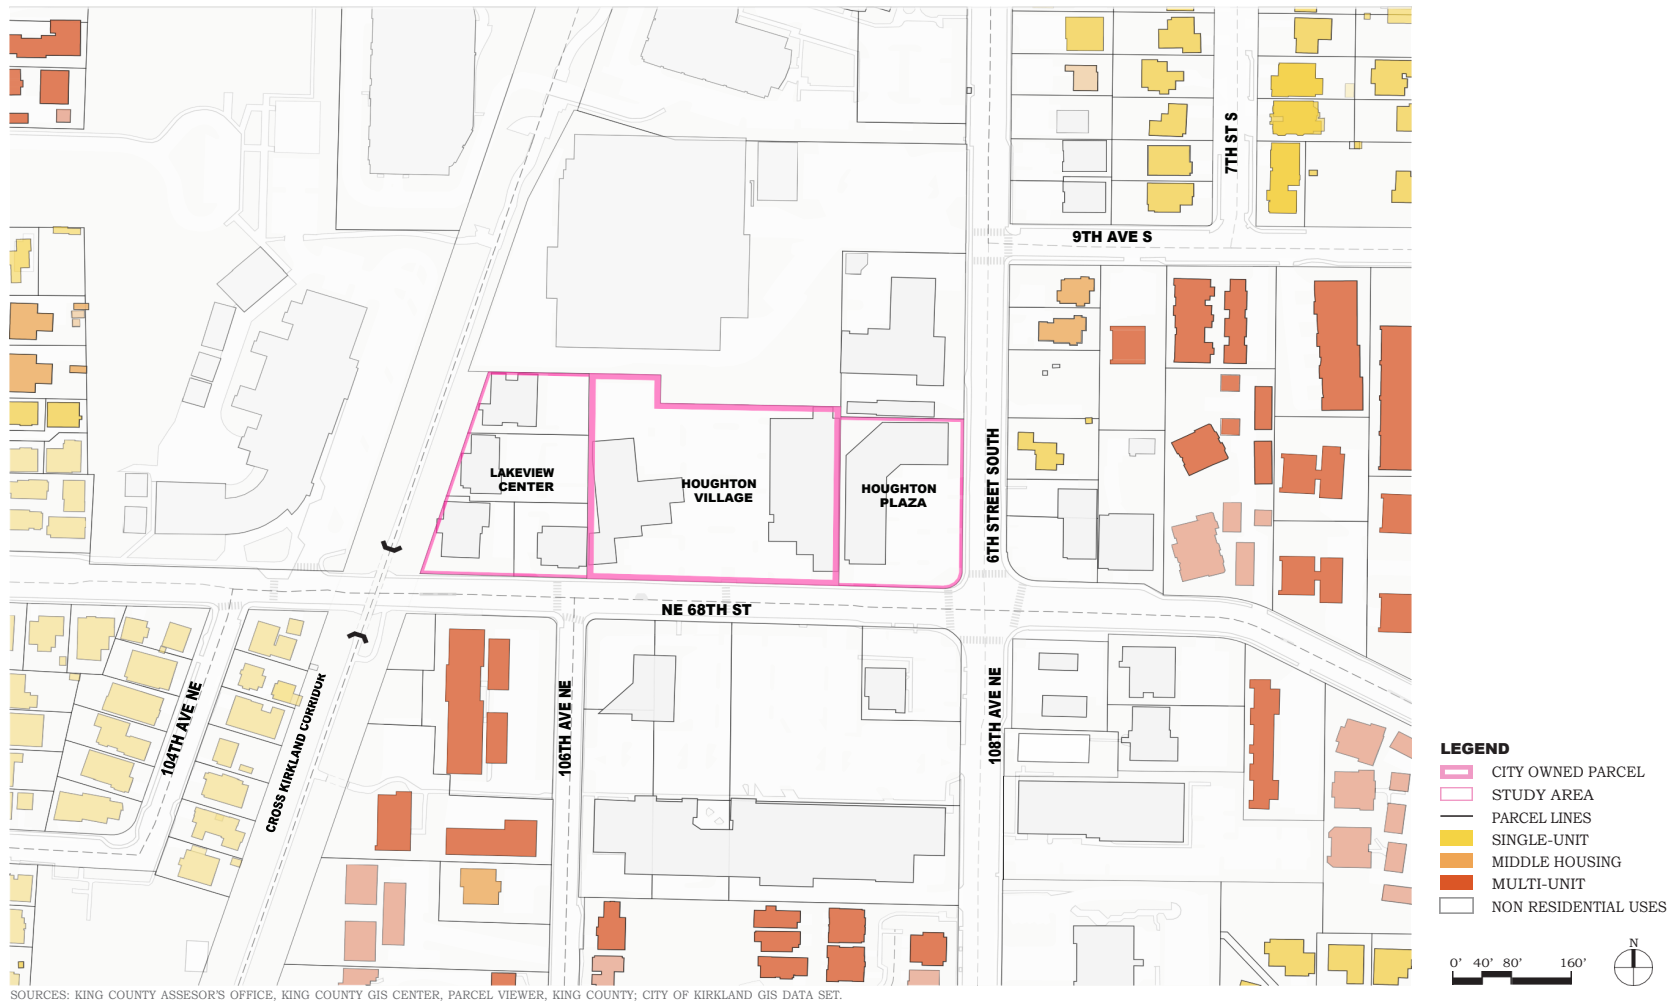 7TH ST S
9TH AVE S
LAKEVIEW
CENTER
HOUGHTON
VILLAGE
HOUGHTON
PLAZA
6TH STREET SOUTH
NE 68TH ST
104TH AVE NE
CROSS KIRKLAND CORRIDOR
106TH AVE NE
108TH AVE NE
LEGEND
CITY OWNED PARCEL
STUDY AREA
PARCEL LINES
SINGLE-UNIT
MIDDLE HOUSING
MULTI-UNIT
NON RESIDENTIAL USES
0' 40' 80' 160'
N
SOURCES: KING COUNTY ASSESOR'S OFFICE, KING COUNTY GIS CENTER, PARCEL VIEWER, KING COUNTY; CITY OF KIRKLAND GIS DATA SET.